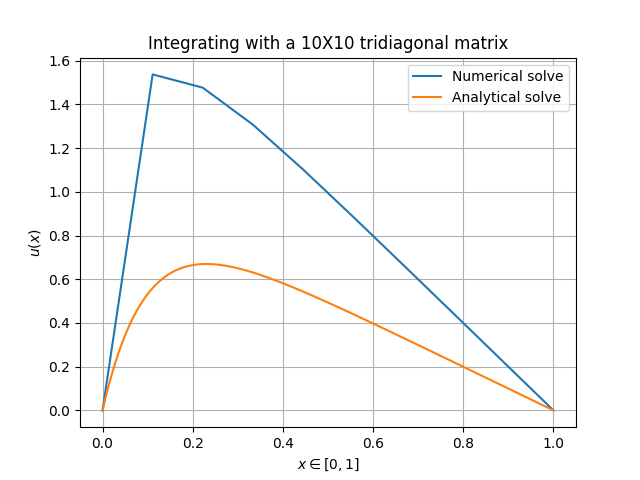 Integrating with a 10X10 tridiagonal matrix
Numerical solve
Analytical solve
1.6
1.4
1.2
1.0
0.8
0.6
0.4
0.2
0.0
u(x)
0.0 0.2 0.4 0.6 0.8 1.0
x ∈ [0, 1]